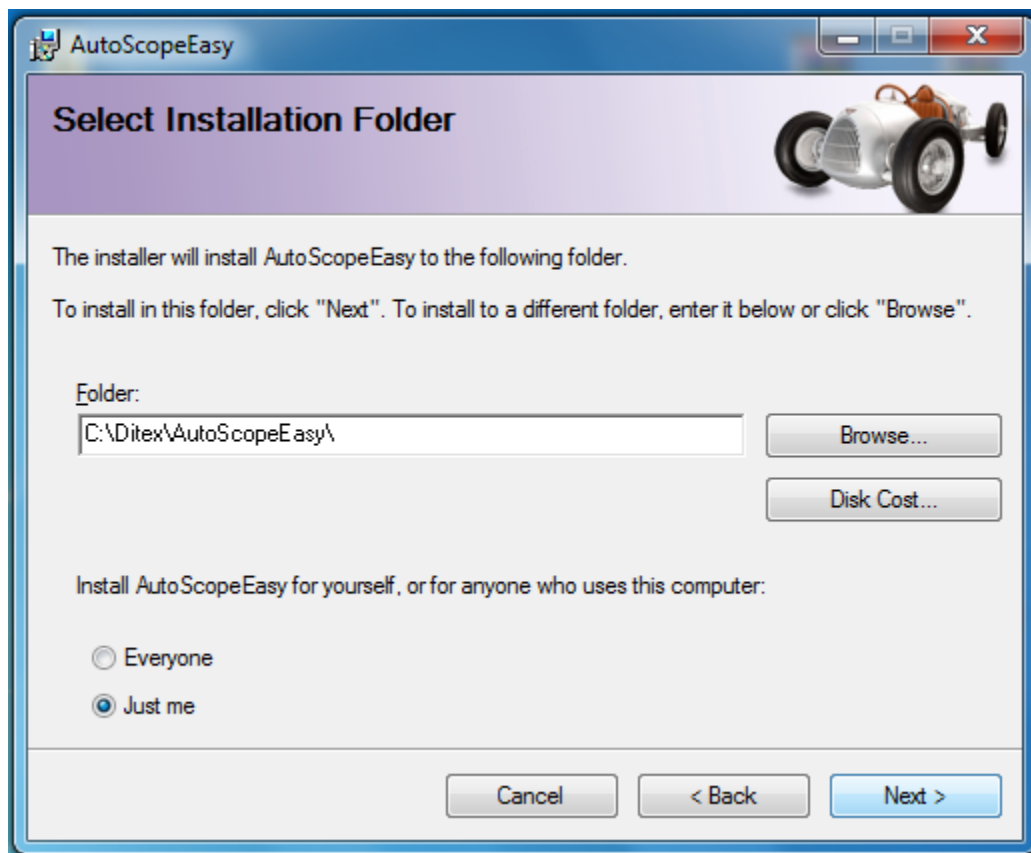 AutoScopeEasy
Select Installation Folder
The installer will install AutoScopeEasy to the following folder.
To install in this folder, click "Next". To install to a different folder, enter it below or click "Browse".
Folder:
C:\Ditex\AutoScopeEasy\
Browse...
Disk Cost...
Install AutoScopeEasy for yourself, or for anyone who uses this computer:
Everyone
Just me
Cancel
< Back
Next >